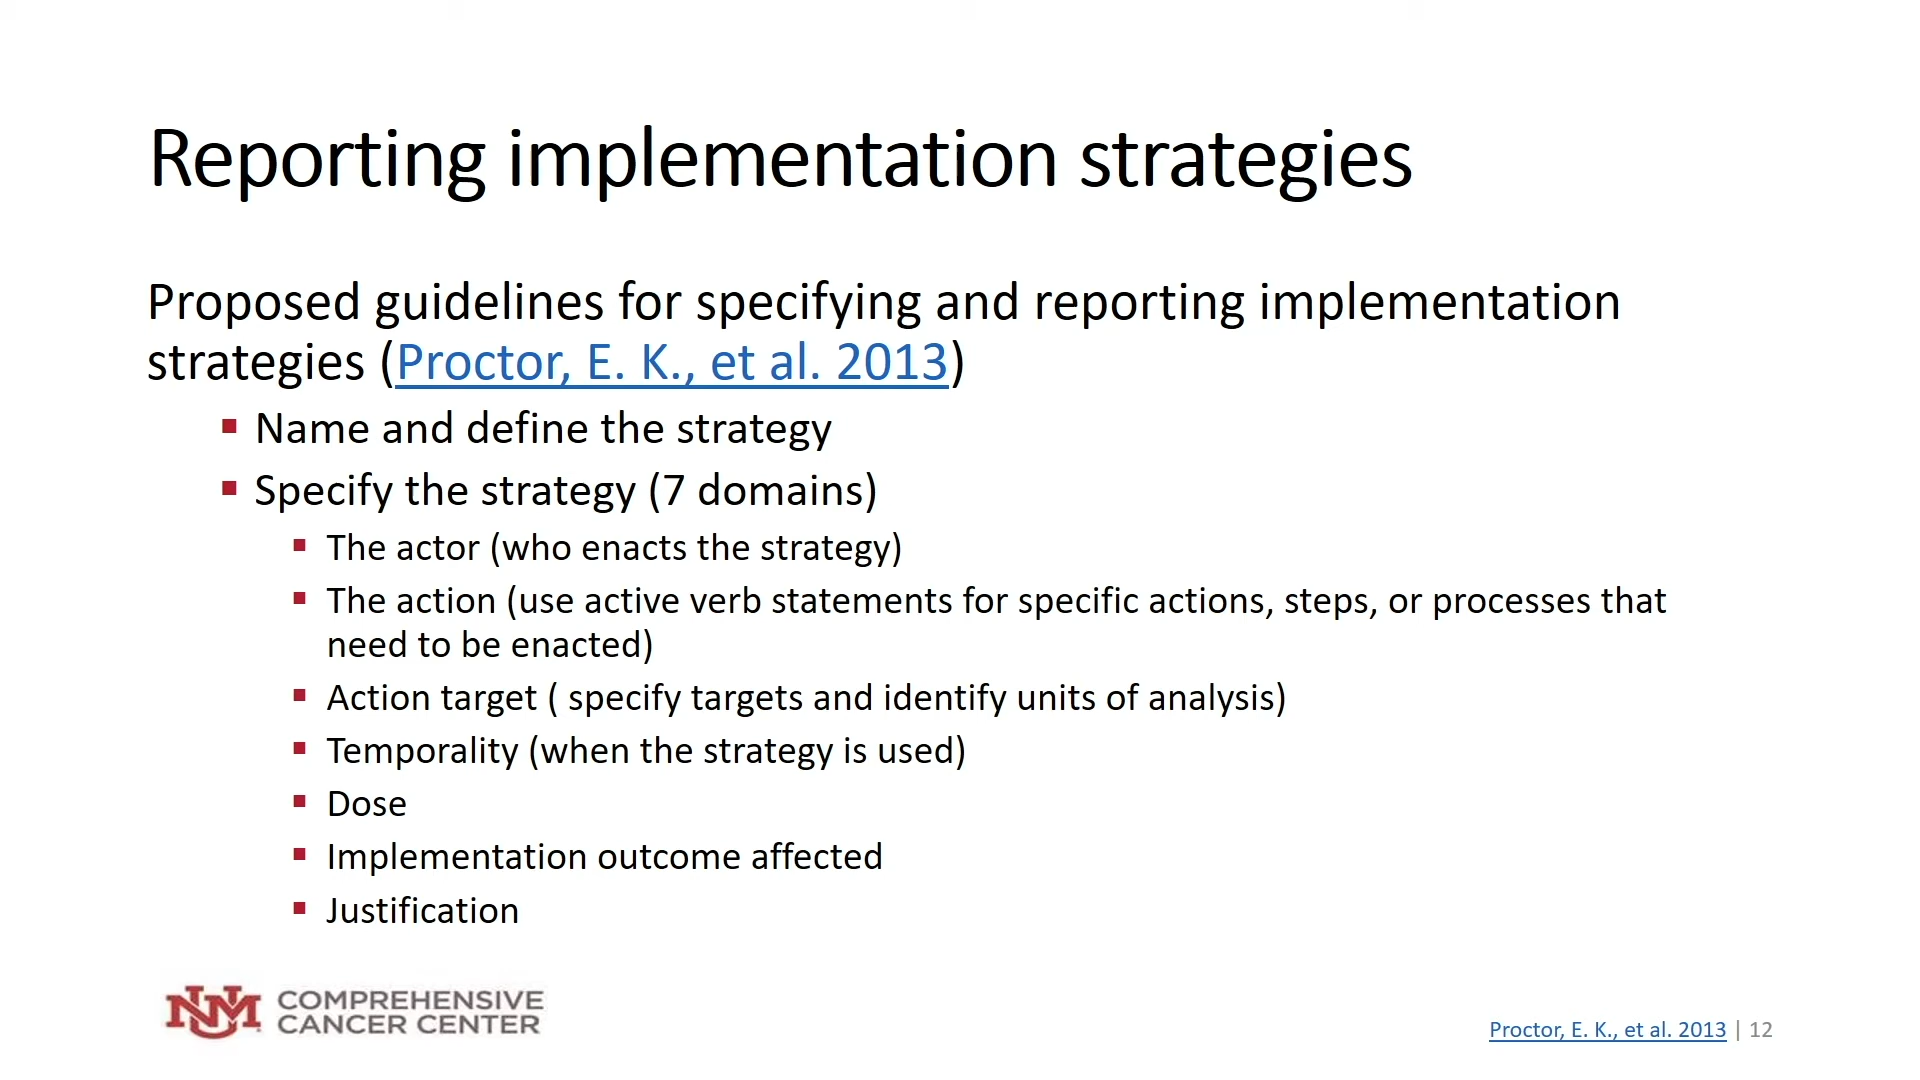 Reporting implementation strategies
Proposed guidelines for specifying and reporting implementation
strategies (Proctor, E. K., et al. 2013)
▪ Name and define the strategy
▪ Specify the strategy (7 domains)
▪ The actor (who enacts the strategy)
▪ The action (use active verb statements for specific actions, steps, or processes that
need to be enacted)
▪ Action target ( specify targets and identify units of analysis)
▪ Temporality (when the strategy is used)
▪ Dose
▪ Implementation outcome affected
▪ Justification
UNM COMPREHENSIVE
CANCER CENTER
Proctor, E. K., et al. 2013 | 12